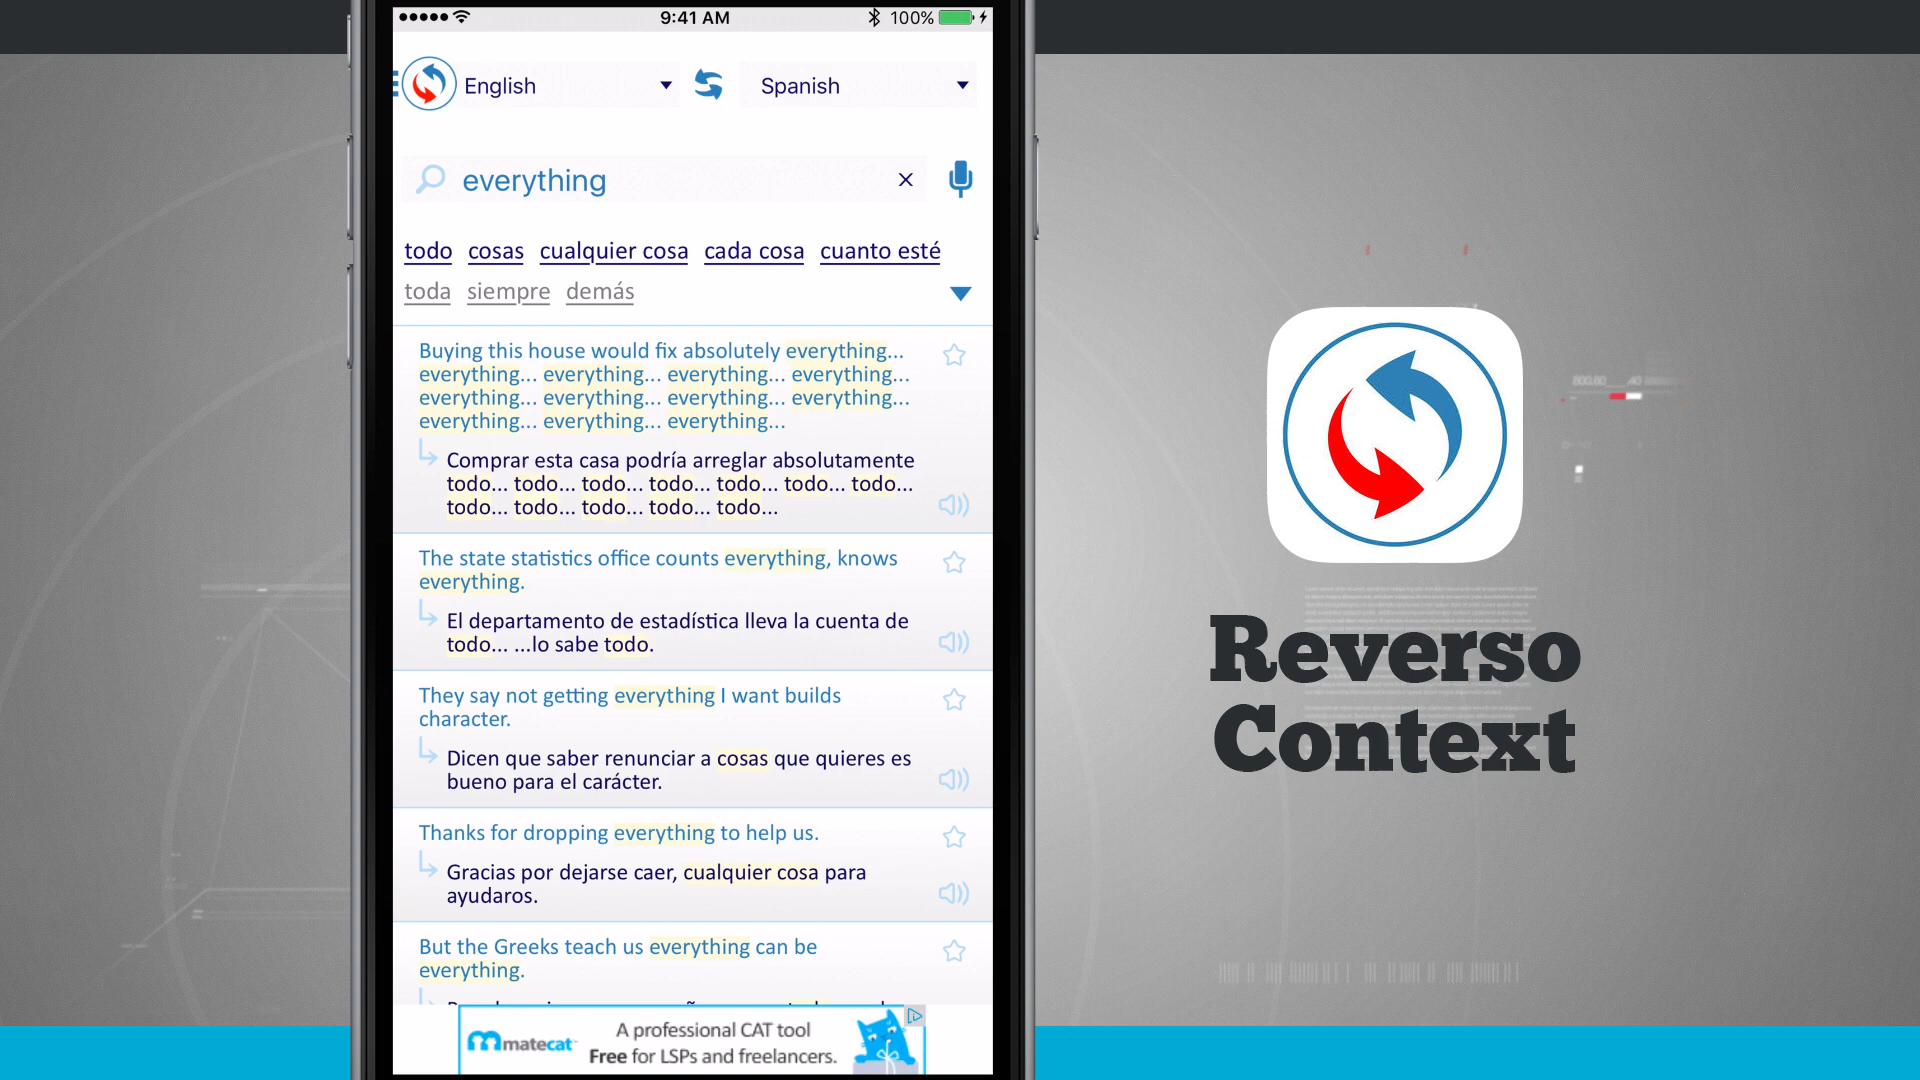 9:41 AM
100%
English
Spanish
everything
todo cosas cualquier cosa cada cosa cuanto esté
toda siempre demás
Buying this house would fix absolutely everything...
everything... everything... everything... everything...
everything... everything... everything... everything...
everything... everything... everything...
Comprar esta casa podría arreglar absolutamente
todo... todo... todo... todo... todo... todo... todo...
todo... todo... todo... todo... todo...
The state statistics office counts everything, knows
everything.
El departamento de estadística lleva la cuenta de
todo... ...lo sabe todo.
They say not getting everything I want builds
character.
Dicen que saber renunciar a cosas que quieres es
bueno para el carácter.
Thanks for dropping everything to help us.
Gracias por dejarse caer, cualquier cosa para
ayudaros.
But the Greeks teach us everything can be
everything.
matecat
A professional CAT tool
Free for LSPs and freelancers.
Reverso
Context